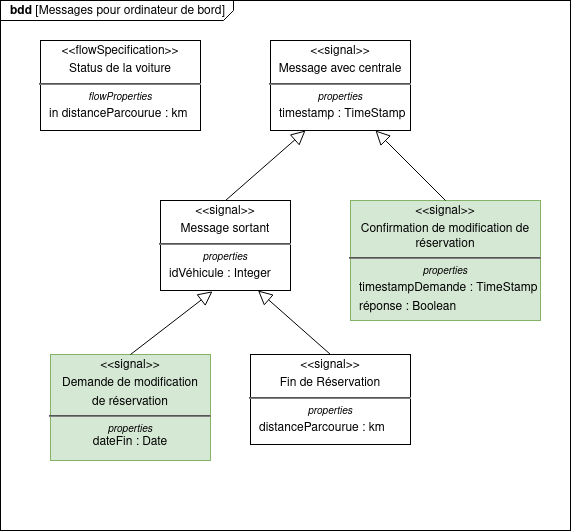 bdd [Messages pour ordinateur de bord]
<<flowSpecification>>
Status de la voiture
flowProperties
in distanceParcourue : km
<<signal>>
Message avec centrale
properties
timestamp : TimeStamp
<<signal>>
Message sortant
properties
idVéhicule : Integer
<<signal>>
Confirmation de modification de
réservation
properties
timestampDemande : TimeStamp
réponse : Boolean
<<signal>>
Demande de modification
de réservation
properties
dateFin : Date
<<signal>>
Fin de Réservation
properties
distanceParcourue : km